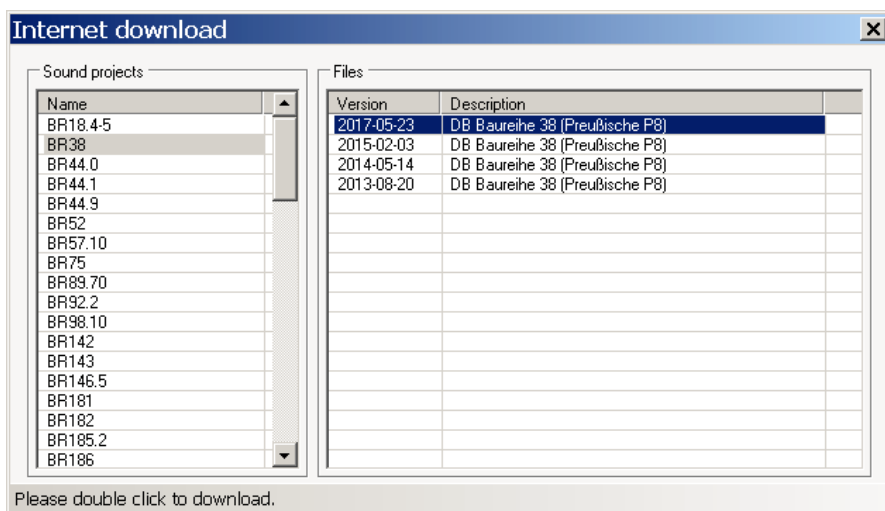 Internet download
Sound projects
Name
BR18.4-5
BR38
BR44.0
BR44.1
BR44.9
BR52
BR57.10
BR75
BR89.70
BR92.2
BR98.10
BR142
BR143
BR146.5
BR181
BR182
BR185.2
BR186
Files
Version Description
2017-05-23 DB Baureihe 38 (Preußische P8)
2015-02-03 DB Baureihe 38 (Preußische P8)
2014-05-14 DB Baureihe 38 (Preußische P8)
2013-08-20 DB Baureihe 38 (Preußische P8)
Please double click to download.